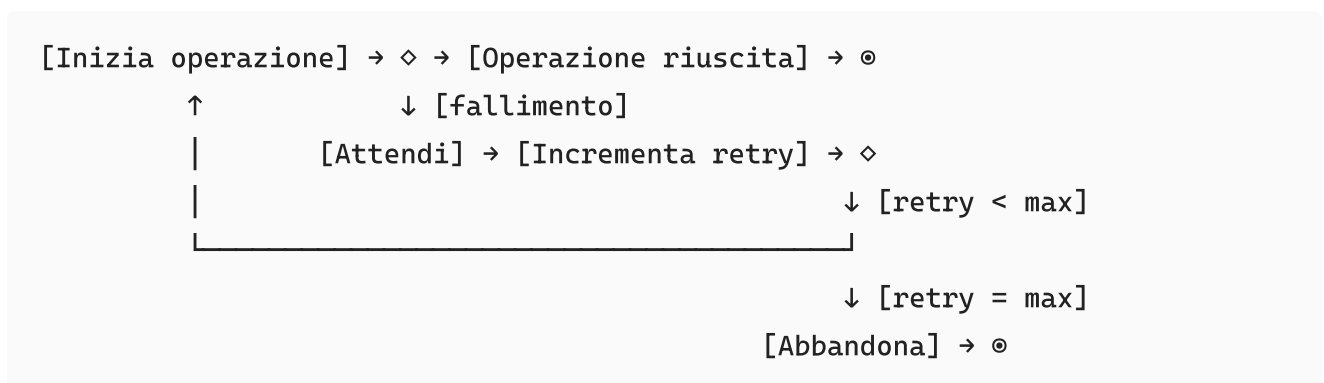 [Inizia operazione] → ◇ → [Operazione riuscita] → ⊙
↑ ↓ [fallimento]
│ [Attendi] → [Incrementa retry] → ◇
│ ↓ [retry < max]
└────────────────────────────────────────┘
↓ [retry = max]
[Abbandona] → ⊙